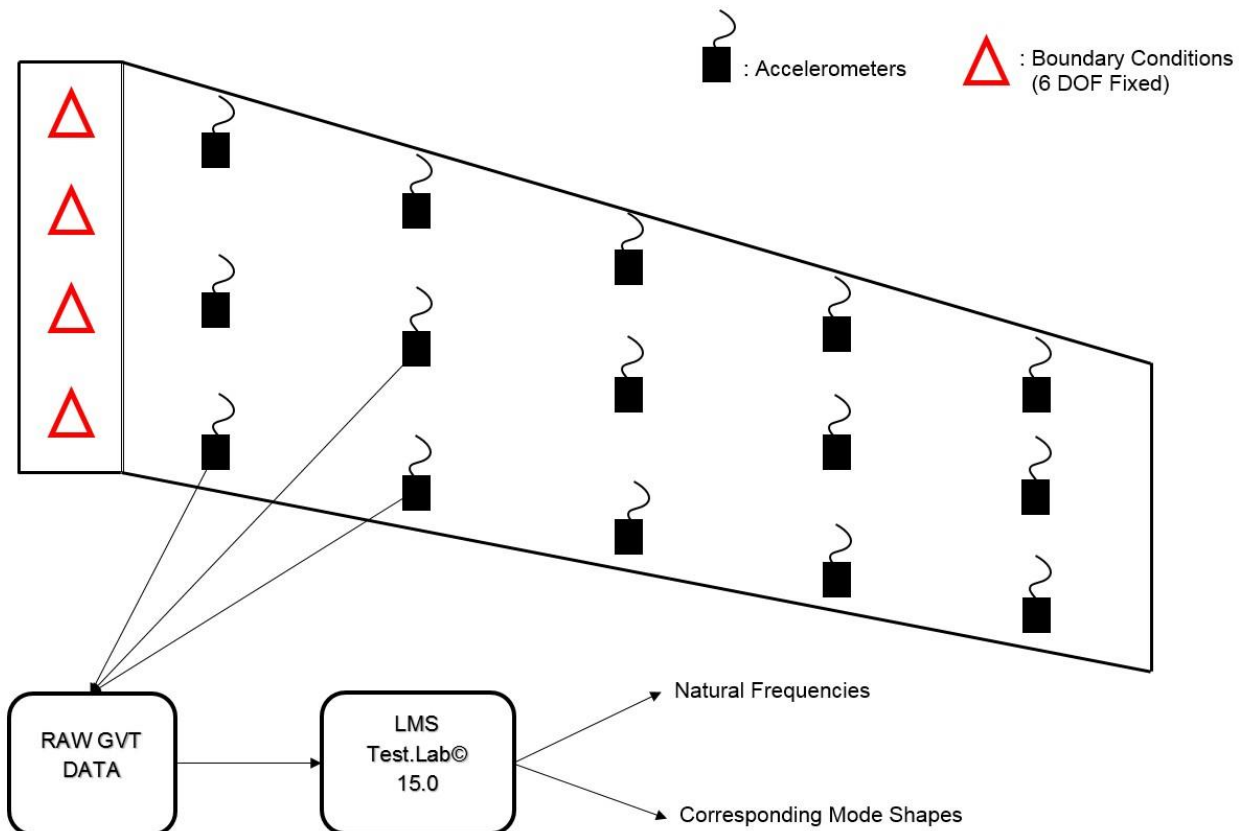 : Accelerometers
: Boundary Conditions
(6 DOF Fixed)
RAW GVT
DATA
LMS
Test.Lab©
15.0
Natural Frequencies
Corresponding Mode Shapes